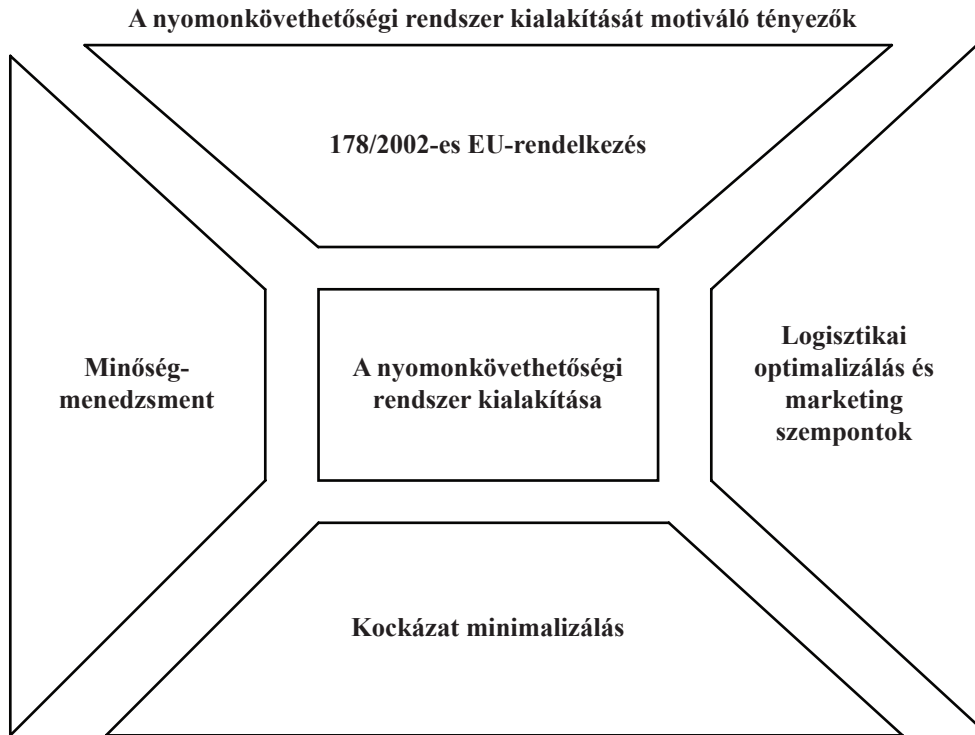 A nyomonkövethetőségi rendszer kialakítását motiváló tényezők
178/2002-es EU-rendelkezés
Minőség-
menedzsment
A nyomonkövethetőségi
rendszer kialakítása
Logisztikai
optimalizálás és
marketing
szempontok
Kockázat minimalizálás